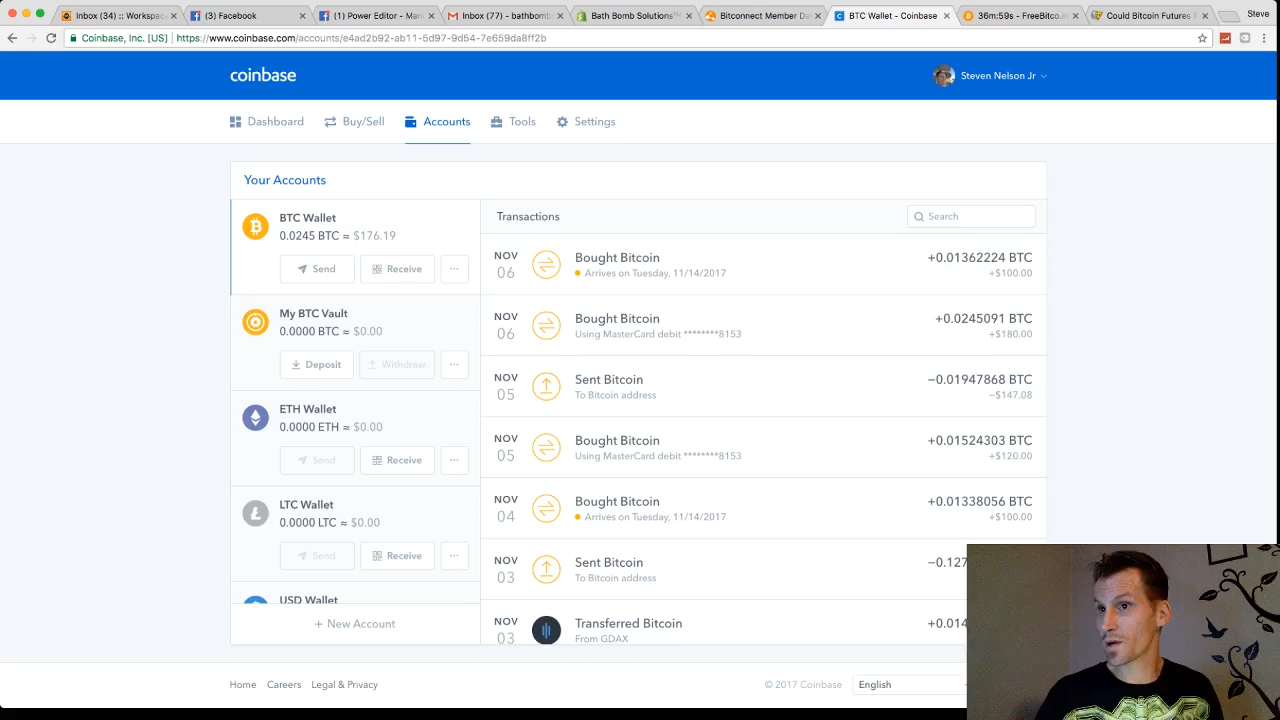 :: Workspac
(3) Facebook
(1) Power Editor - Man
Inbox (77) - bathbomb
Bath Bomb Solutions™
Bitconnect Member Da
BTC Wallet - Coinbase
36m:59s - FreeBitco.in
Could Bitcoin Futures
Steve
Coinbase, Inc. [US]
https://www.coinbase.com/accounts/e4ad2b92-ab11-5d97-9d54-7e659da8ff2b
coinbase
Steven Nelson Jr
Dashboard
Buy/Sell
Accounts
Tools
Settings
Your Accounts
BTC Wallet
0.0245 BTC ≈ $176.19
Send
Receive
My BTC Vault
0.0000 BTC ≈ $0.00
Deposit
Withdraw
ETH Wallet
0.0000 ETH ≈ $0.00
Send
Receive
LTC Wallet
0.0000 LTC ≈ $0.00
Send
Receive
USD Wallet
+ New Account
Transactions
Search
NOV
06
Bought Bitcoin
Arrives on Tuesday, 11/14/2017
+0.01362224 BTC
+$100.00
NOV
06
Bought Bitcoin
Using MasterCard debit ********8153
+0.0245091 BTC
+$180.00
NOV
05
Sent Bitcoin
To Bitcoin address
−0.01947868 BTC
−$147.08
NOV
05
Bought Bitcoin
Using MasterCard debit ********8153
+0.01524303 BTC
+$120.00
NOV
04
Bought Bitcoin
Arrives on Tuesday, 11/14/2017
+0.01338056 BTC
+$100.00
NOV
03
Sent Bitcoin
To Bitcoin address
−0.127
NOV
03
Transferred Bitcoin
From GDAX
+0.014
Home
Careers
Legal & Privacy
© 2017 Coinbase
English